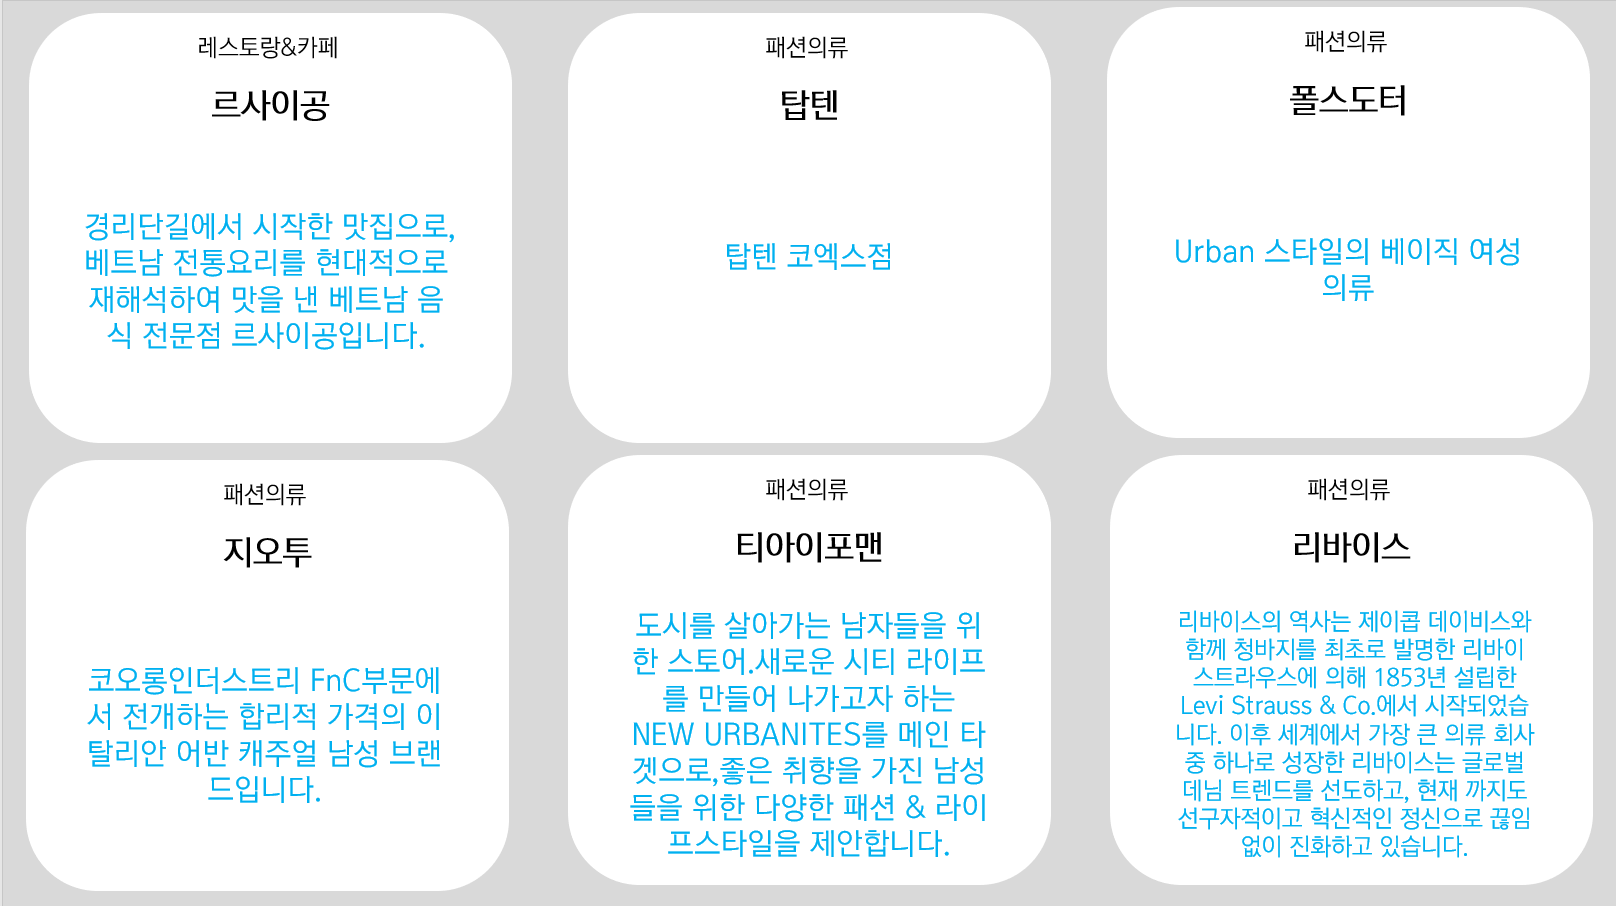 레스토랑&카페
르사이공
경리단길에서 시작한 맛집으로,
베트남 전통요리를 현대적으로
재해석하여 맛을 낸 베트남 음
식 전문점 르사이공입니다.
패션의류
탑텐
탑텐 코엑스점
패션의류
폴스도터
Urban 스타일의 베이직 여성
의류
패션의류
지오투
코오롱인더스트리 FnC부문에
서 전개하는 합리적 가격의 이
탈리안 어반 캐주얼 남성 브랜
드입니다.
패션의류
티아이포맨
도시를 살아가는 남자들을 위
한 스토어.새로운 시티 라이프
를 만들어 나가고자 하는
NEW URBANITES를 메인 타
겟으로,좋은 취향을 가진 남성
들을 위한 다양한 패션 & 라이
프스타일을 제안합니다.
패션의류
리바이스
리바이스의 역사는 제이콥 데이비스와
함께 청바지를 최초로 발명한 리바이
스트라우스에 의해 1853년 설립한
Levi Strauss & Co.에서 시작되었습
니다. 이후 세계에서 가장 큰 의류 회사
중 하나로 성장한 리바이스는 글로벌
데님 트렌드를 선도하고, 현재 까지도
선구자적이고 혁신적인 정신으로 끊임
없이 진화하고 있습니다.